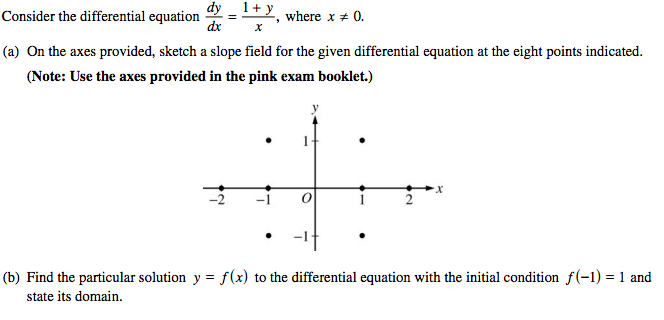 Consider the differential equation dy/dx = 1 + y/x, where x ≠ 0.
(a) On the axes provided, sketch a slope field for the given differential equation at the eight points indicated.
(Note: Use the axes provided in the pink exam booklet.)
y
1
-2 -1 O 1 2 x
-1
(b) Find the particular solution y = f(x) to the differential equation with the initial condition f(−1) = 1 and
state its domain.